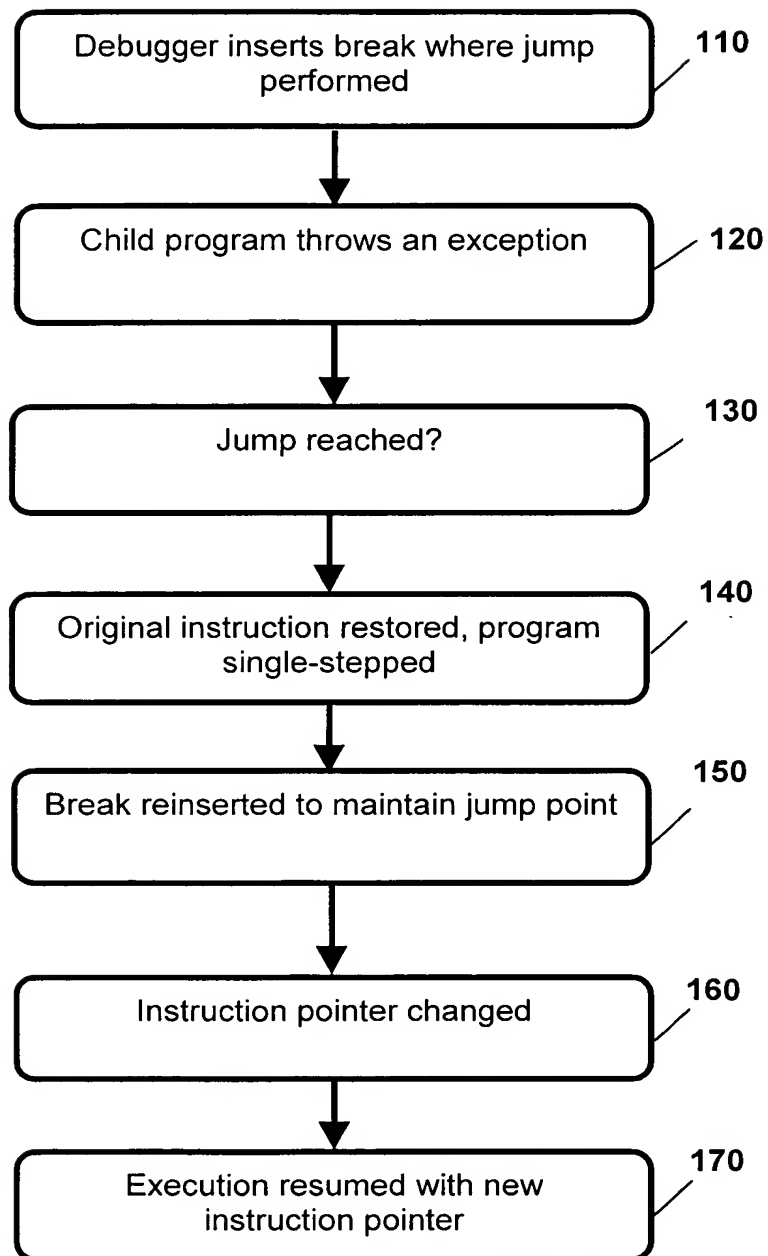 Debugger inserts break where jump
performed
110
Child program throws an exception
120
Jump reached?
130
Original instruction restored, program
single-stepped
140
Break reinserted to maintain jump point
150
Instruction pointer changed
160
Execution resumed with new
instruction pointer
170